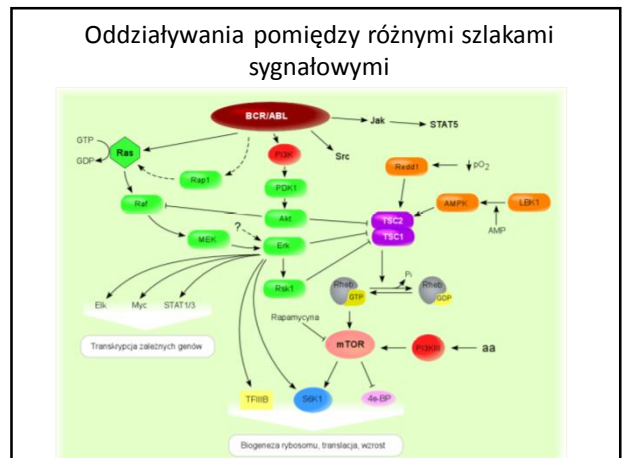 Oddziaływania pomiędzy różnymi szlakami
sygnałowymi
BCR/ABL
Jak
STAT5
GTP
GDP
Ras
PI3K
Src
Redd1
pO2
Rap1
PDK1
Raf
Akt
TSC2
AMPK
LBK1
?
MEK
Erk
TSC1
AMP
Rsk1
Pi
Rheb
GTP
Rheb
GDP
Elk
Myc
STAT1/3
Rapamycyna
Transkrypcja zależnych genów
mTOR
PI3KIII
aa
TFIIIB
S6K1
4e-BP
Biogeneza rybosomu, translacja, wzrost